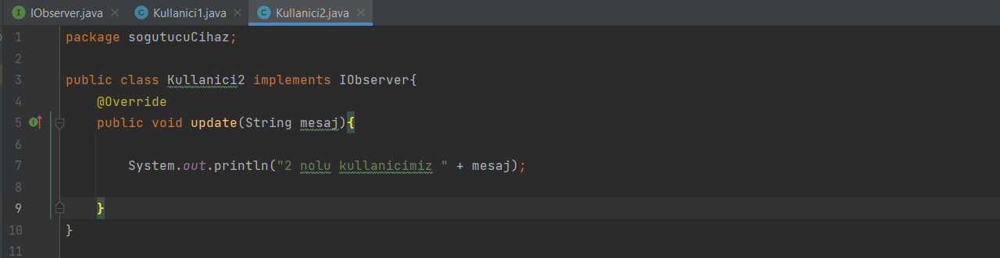 IObserver.java Kullanici1.java Kullanici2.java
1 package sogutucuCihaz;
2
3 public class Kullanici2 implements IObserver{
4 @Override
5 public void update(String mesaj){
6
7 System.out.println("2 nolu kullanicimiz " + mesaj);
8
9 }
10 }
11